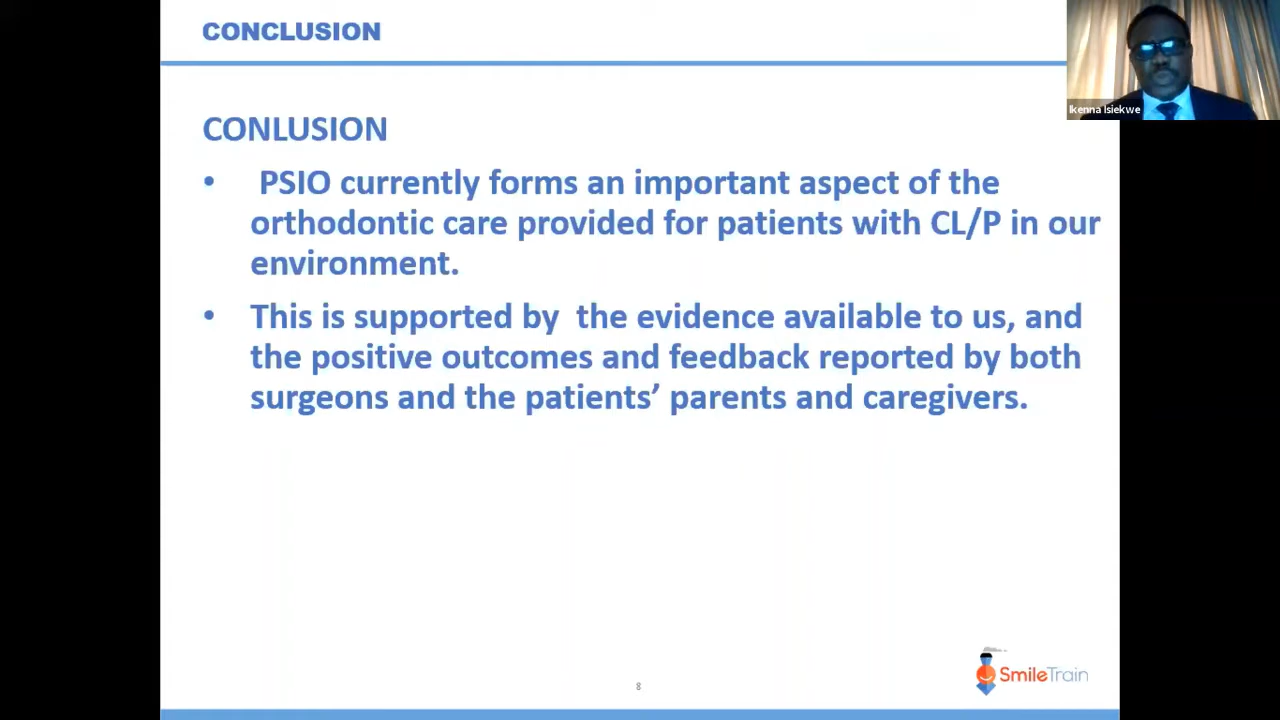 CONCLUSION
Ikenna Isiekwe
CONLUSION
• PSIO currently forms an important aspect of the
orthodontic care provided for patients with CL/P in our
environment.
• This is supported by the evidence available to us, and
the positive outcomes and feedback reported by both
surgeons and the patients’ parents and caregivers.
8
SmileTrain